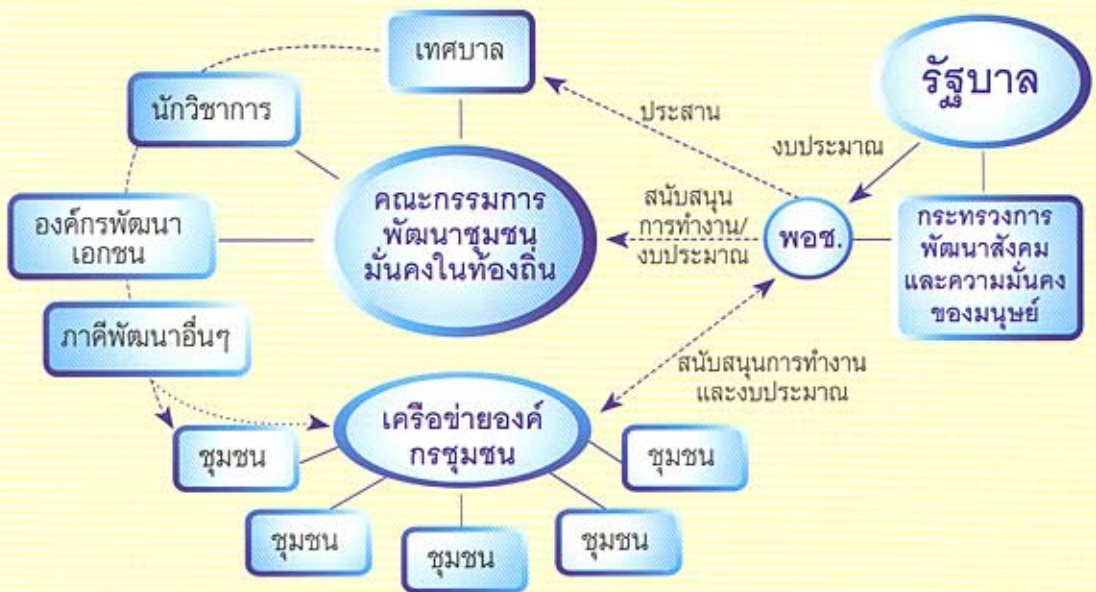 เทศบาล
รัฐบาล
นักวิชาการ
ประสาน
งบประมาณ
คณะกรรมการ
พัฒนาชุมชน
มั่นคงในท้องถิ่น
สนับสนุน
การทำงาน/
งบประมาณ
พอช.
กระทรวงการ
พัฒนาสังคม
และความมั่นคง
ของมนุษย์
องค์กรพัฒนา
เอกชน
ภาคีพัฒนาอื่นๆ
สนับสนุนการทำงาน
และงบประมาณ
เครือข่ายองค์
กรชุมชน
ชุมชน
ชุมชน
ชุมชน
ชุมชน
ชุมชน